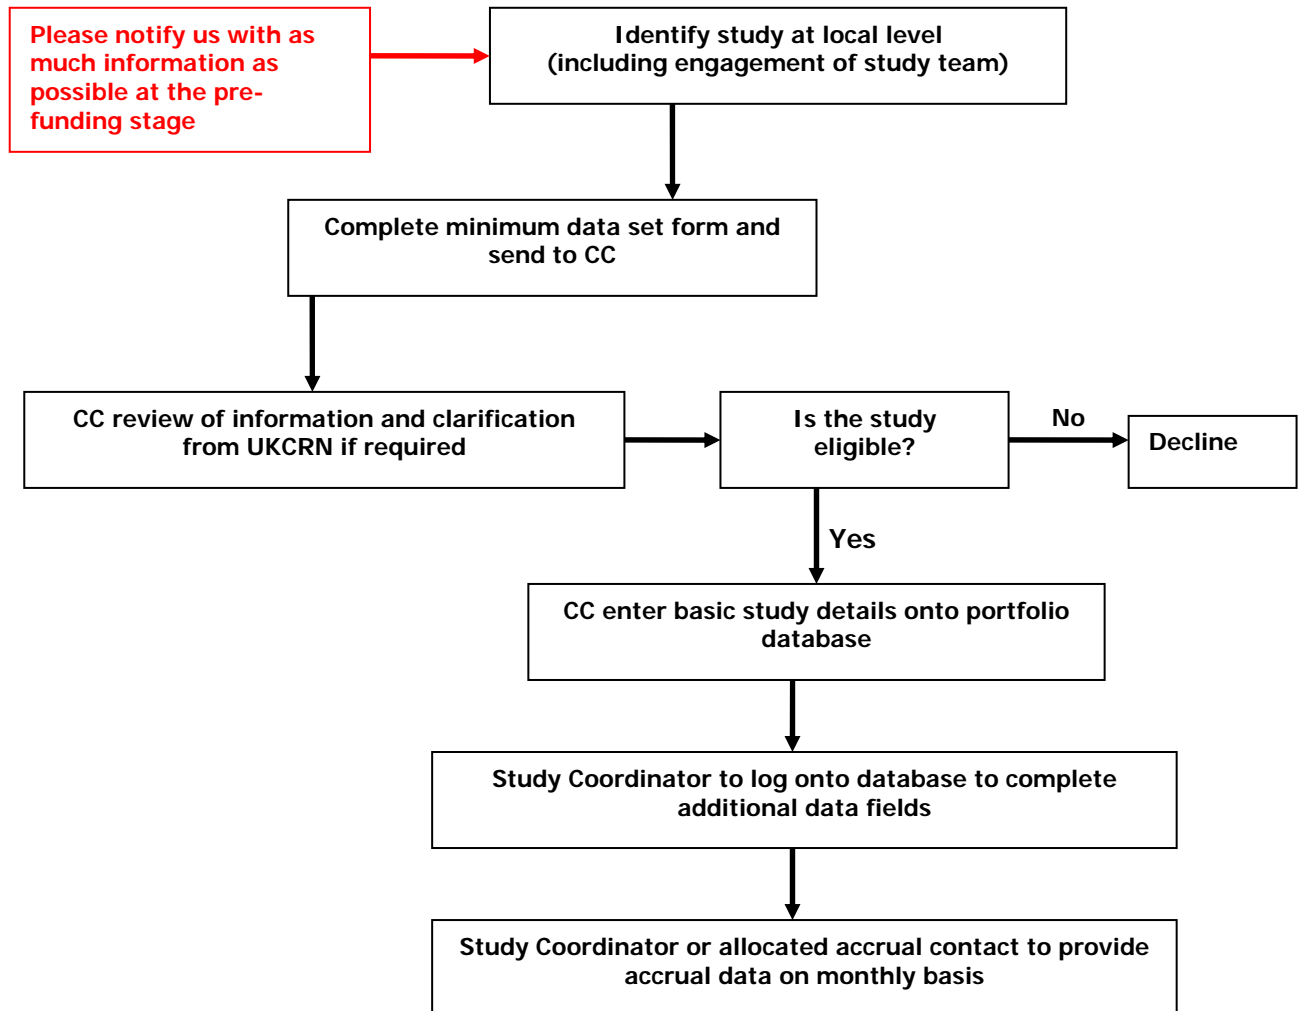 Please notify us with as
much information as
possible at the pre-
funding stage
Identify study at local level
(including engagement of study team)
Complete minimum data set form and
send to CC
CC review of information and clarification
from UKCRN if required
Is the study
eligible?
No
Decline
Yes
CC enter basic study details onto portfolio
database
Study Coordinator to log onto database to complete
additional data fields
Study Coordinator or allocated accrual contact to provide
accrual data on monthly basis